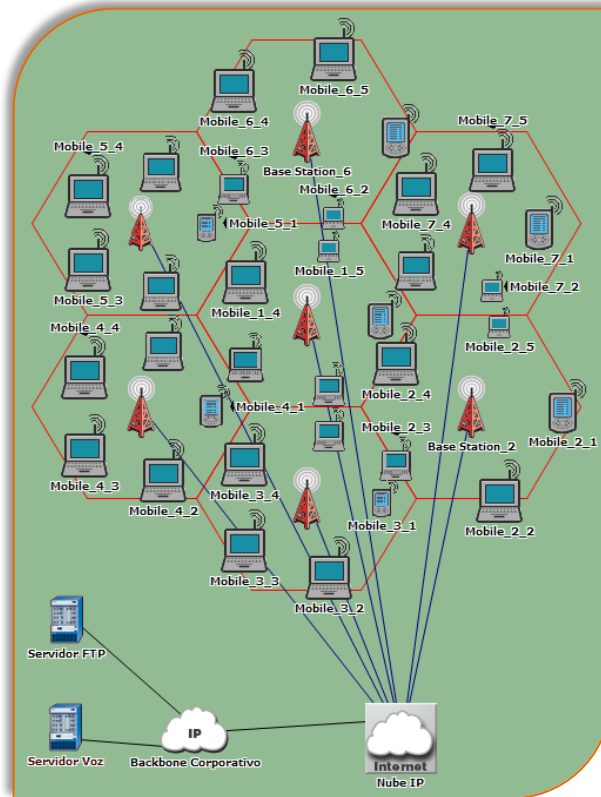 Mobile_6_5
Mobile_6_4
Mobile_7_5
Mobile_5_4
Mobile_6_3
Base Station_6
Mobile_6_2
Mobile_5_1
Mobile_7_4
Mobile_7_1
Mobile_1_5
Mobile_7_2
Mobile_5_3
Mobile_1_4
Mobile_4_4
Mobile_2_5
Mobile_2_4
Mobile_4_1
Mobile_2_3
Base Station_2
Mobile_2_1
Mobile_4_3
Mobile_3_4
Mobile_4_2
Mobile_3_1
Mobile_2_2
Mobile_3_3
Mobile_3_2
Servidor FTP
IP
Servidor Voz
Backbone Corporativo
Internet
Nube IP